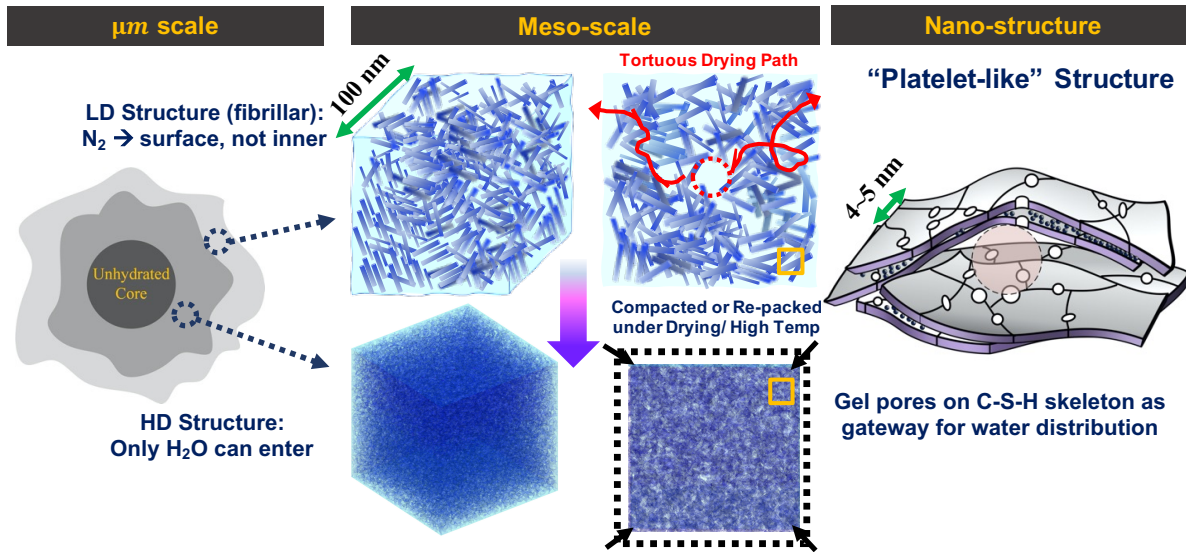 μm scale
Meso-scale
Nano-structure
LD Structure (fibrillar):
N₂ → surface, not inner
Unhydrated
Core
HD Structure:
Only H₂O can enter
100 nm
Tortuous Drying Path
Compacted or Re-packed
under Drying/ High Temp
“Platelet-like” Structure
4~5 nm
Gel pores on C-S-H skeleton as
gateway for water distribution